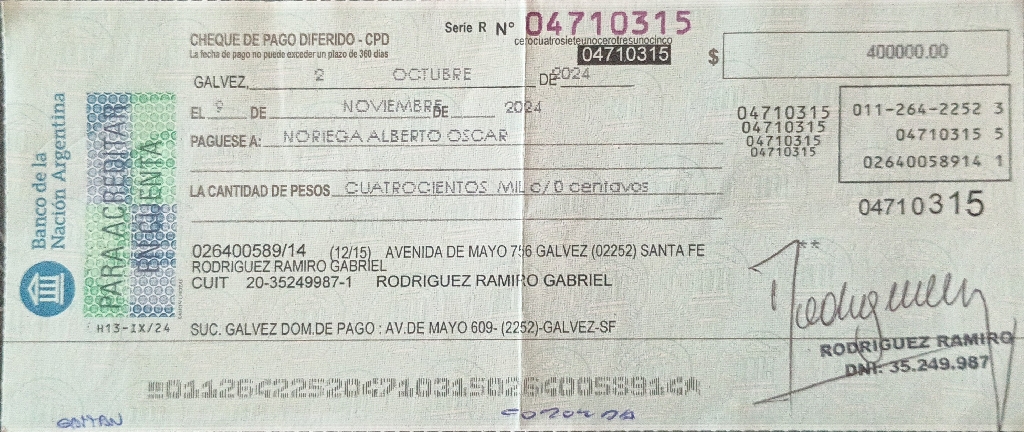 Serie R Nº 04710315
cerocuatrosieteunocerotresunocinco
CHEQUE DE PAGO DIFERIDO - CPD
04710315
$ 400000.00
La fecha de pago no puede exceder un plazo de 360 días
GALVEZ, 2 OCTUBRE DE 2024
EL 9 DE NOVIEMBRE DE 2024
04710315
04710315
04710315
04710315
011-264-2252 3
04710315 5
02640058914 1
PAGUESE A: NORIEGA ALBERTO OSCAR
LA CANTIDAD DE PESOS CUATROCIENTOS MIL c/0 centavos
04710315
Banco de la
Nación Argentina
PARA ACREDITAR
EN CUENTA
H13-IX/24
026400589/14 (12/15) AVENIDA DE MAYO 756 GALVEZ (02252) SANTA FE
RODRIGUEZ RAMIRO GABRIEL
CUIT 20-35249987-1 RODRIGUEZ RAMIRO GABRIEL
SUC. GALVEZ DOM.DE PAGO : AV.DE MAYO 609- (2252)-GALVEZ-SF
**
RODRIGUEZ RAMIRO
DNI: 35.249.987
01126422520471031502640058914